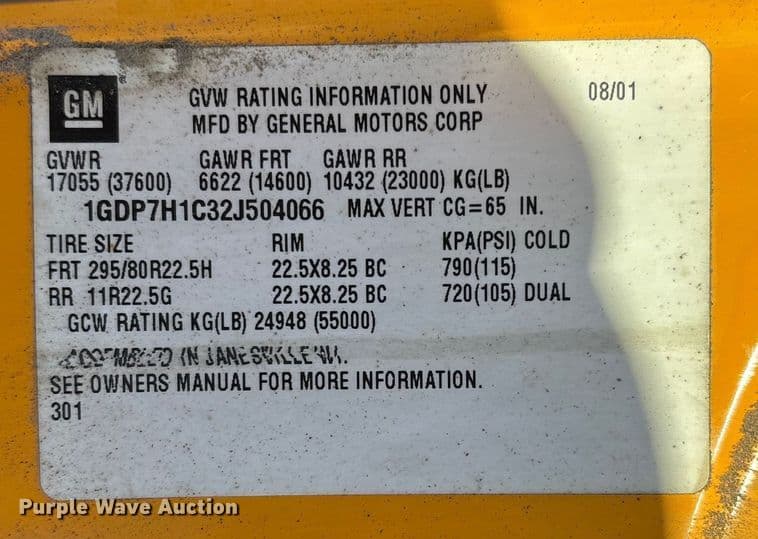 GM
GVW RATING INFORMATION ONLY 08/01
MFD BY GENERAL MOTORS CORP
GVWR GAWR FRT GAWR RR
17055 (37600) 6622 (14600) 10432 (23000) KG(LB)
1GDP7H1C32J504066 MAX VERT CG=65 IN.
TIRE SIZE RIM KPA(PSI) COLD
FRT 295/80R22.5H 22.5X8.25 BC 790(115)
RR 11R22.5G 22.5X8.25 BC 720(105) DUAL
GCW RATING KG(LB) 24948 (55000)
IN JANESVILLE
SEE OWNERS MANUAL FOR MORE INFORMATION.
301
Purple Wave Auction